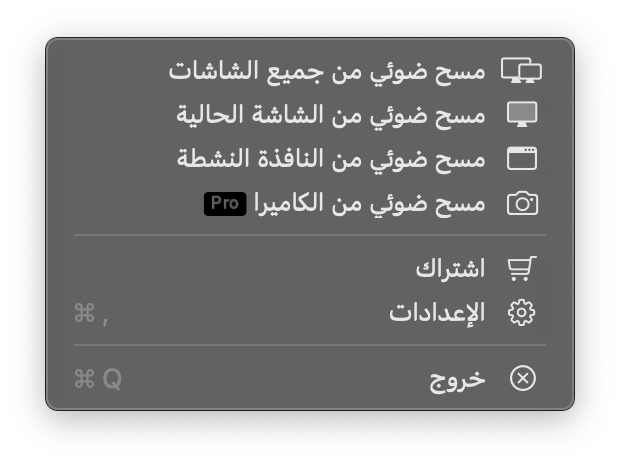 مسح ضوئي من جميع الشاشات
مسح ضوئي من الشاشة الحالية
مسح ضوئي من النافذة النشطة
مسح ضوئي من الكاميرا Pro
اشتراك
الإعدادات ⌘ ,
خروج ⌘ Q